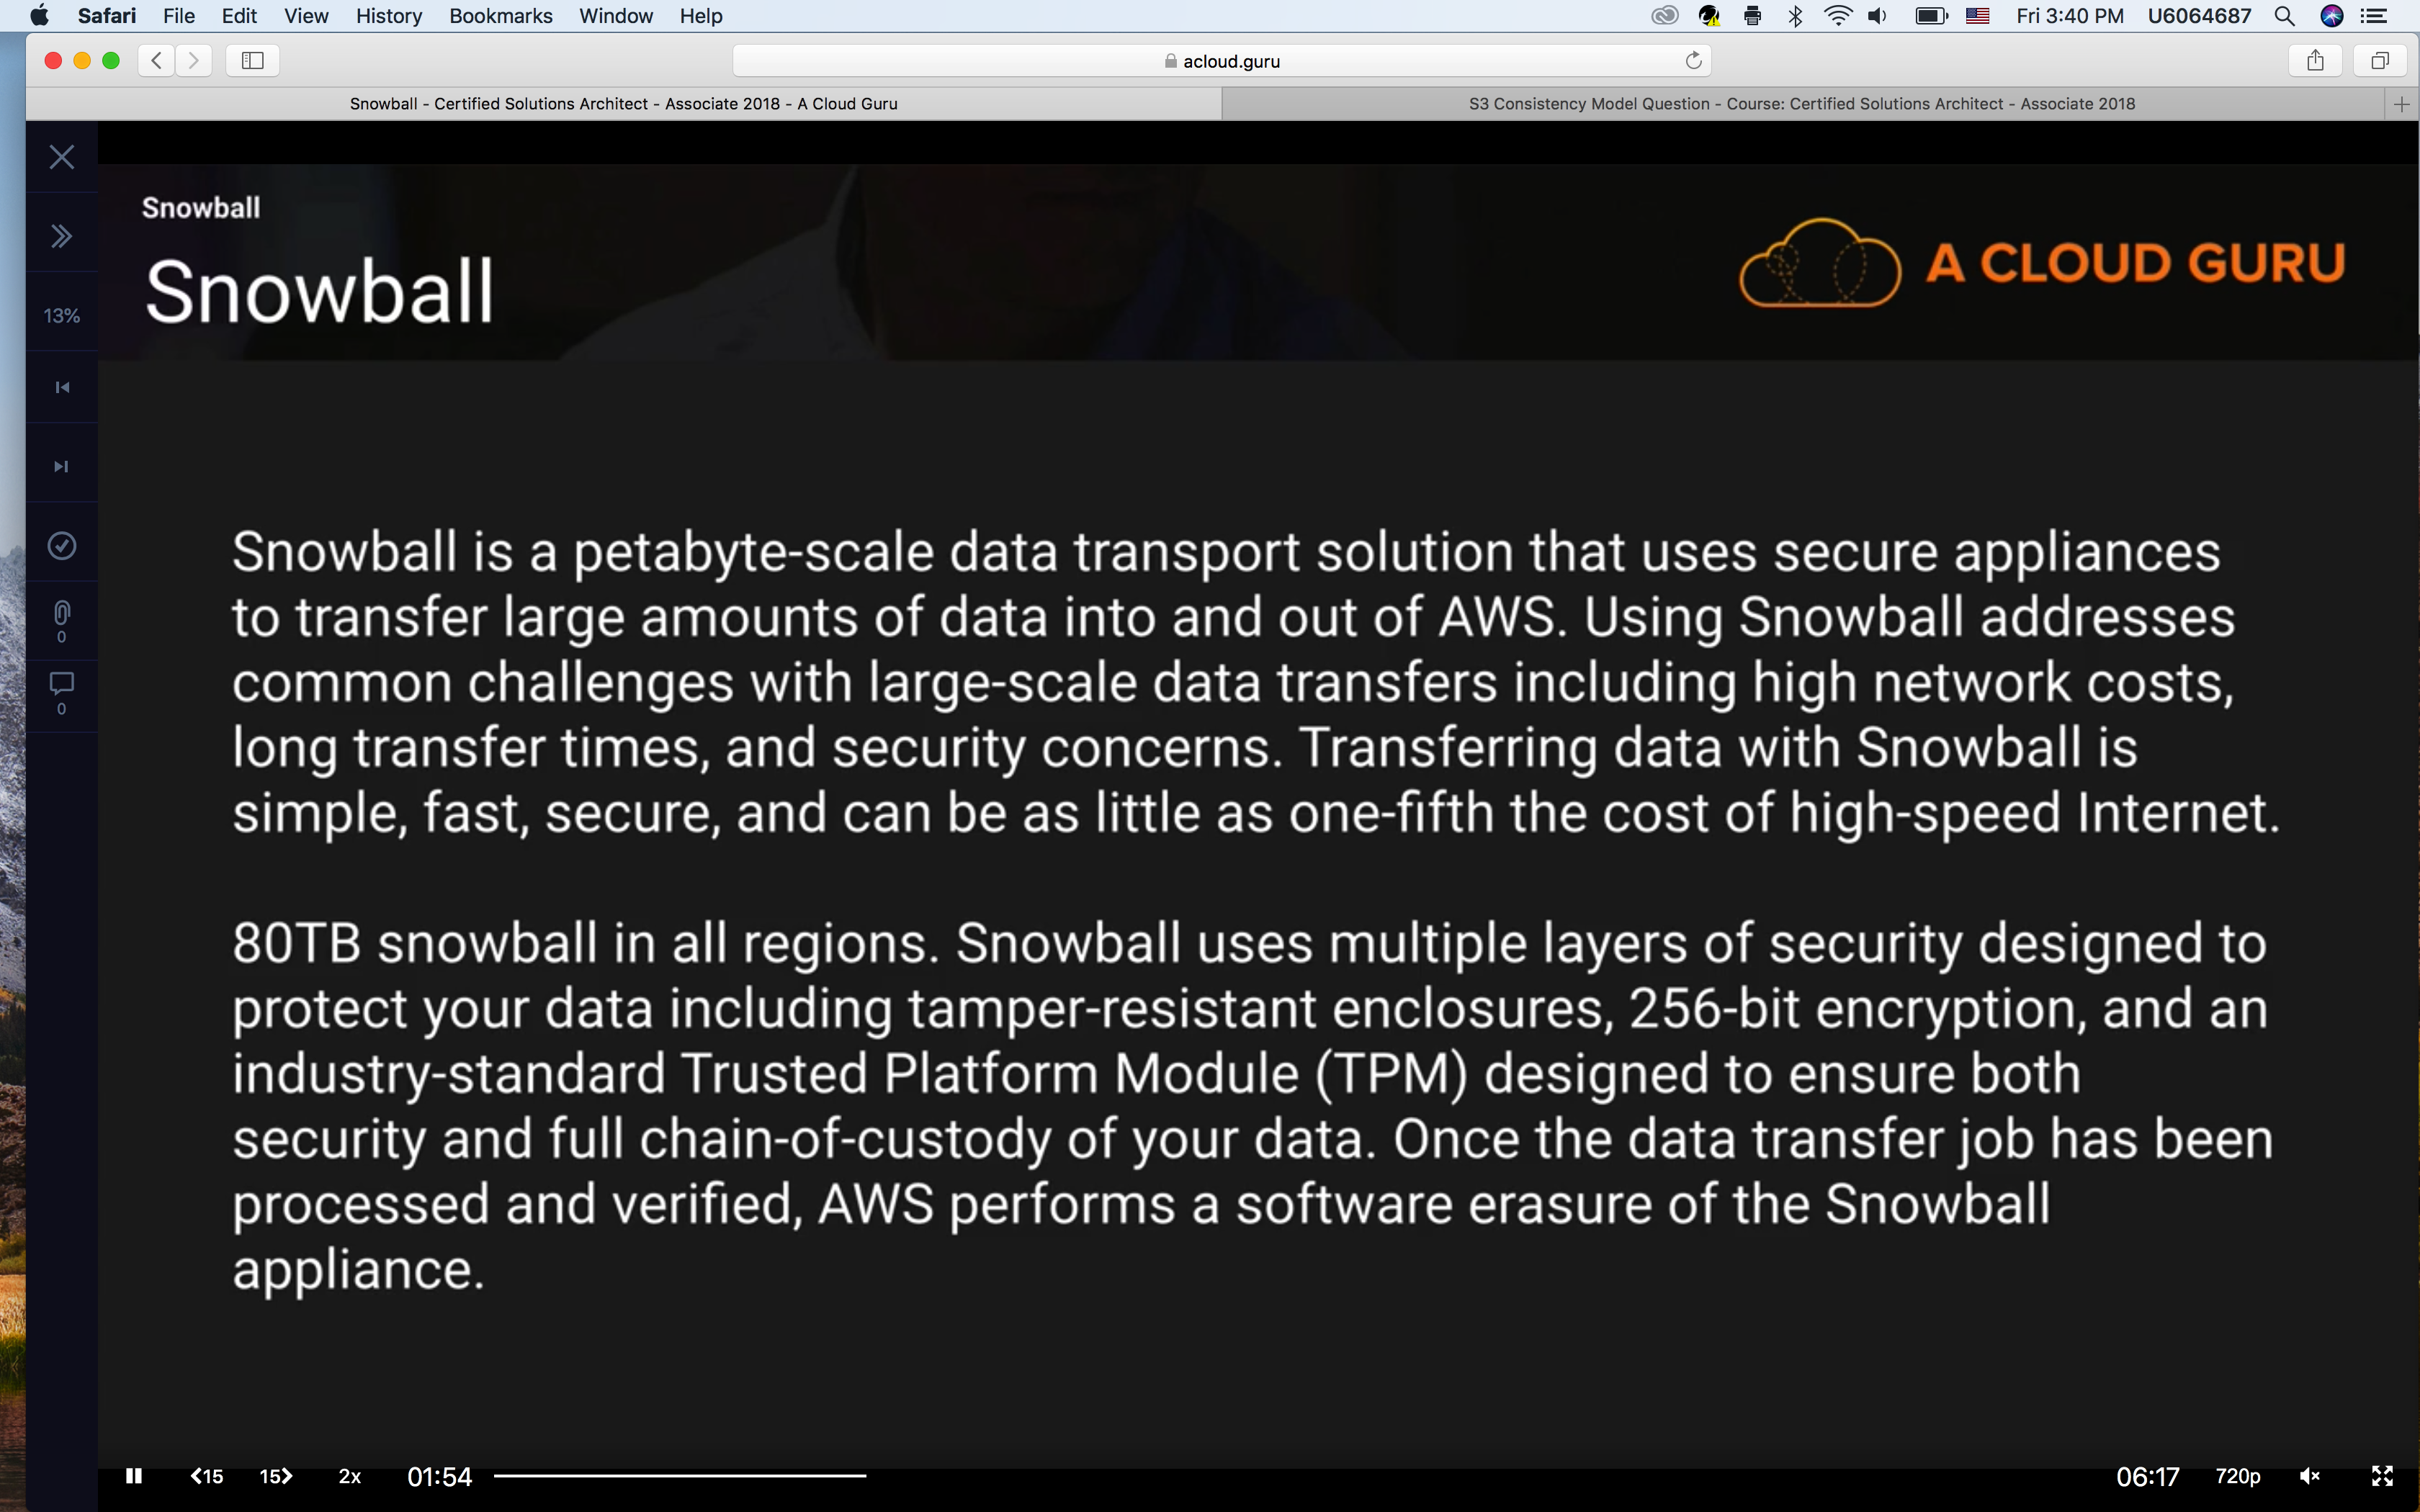 Safari File Edit View History Bookmarks Window Help Fri 3:40 PM U6064687
acloud.guru
Snowball - Certified Solutions Architect - Associate 2018 - A Cloud Guru
S3 Consistency Model Question - Course: Certified Solutions Architect - Associate 2018
Snowball
Snowball
A CLOUD GURU
13%
0
0
Snowball is a petabyte-scale data transport solution that uses secure appliances
to transfer large amounts of data into and out of AWS. Using Snowball addresses
common challenges with large-scale data transfers including high network costs,
long transfer times, and security concerns. Transferring data with Snowball is
simple, fast, secure, and can be as little as one-fifth the cost of high-speed Internet.
80TB snowball in all regions. Snowball uses multiple layers of security designed to
protect your data including tamper-resistant enclosures, 256-bit encryption, and an
industry-standard Trusted Platform Module (TPM) designed to ensure both
security and full chain-of-custody of your data. Once the data transfer job has been
processed and verified, AWS performs a software erasure of the Snowball
appliance.
15 15 2x 01:54 06:17 720p